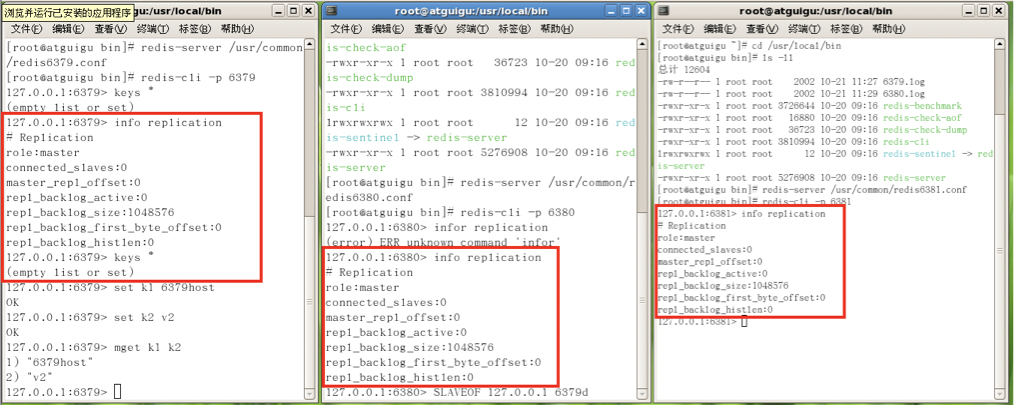 浏览并运行已安装的应用程序
gu:/usr/local/bin
文件(F) 编辑(E) 查看(V) 终端(T) 标签(B) 帮助(H)
[root@atguigu bin]# redis-server /usr/common
/redis6379.conf
[root@atguigu bin]# redis-cli -p 6379
127.0.0.1:6379> keys *
(empty list or set)
127.0.0.1:6379> info replication
# Replication
role:master
connected_slaves:0
master_repl_offset:0
repl_backlog_active:0
repl_backlog_size:1048576
repl_backlog_first_byte_offset:0
repl_backlog_histlen:0
127.0.0.1:6379> keys *
(empty list or set)
127.0.0.1:6379> set k1 6379host
OK
127.0.0.1:6379> set k2 v2
OK
127.0.0.1:6379> mget k1 k2
1) "6379host"
2) "v2"
127.0.0.1:6379>
root@atguigu:/usr/local/bin
文件(F) 编辑(E) 查看(V) 终端(T) 标签(B) 帮助(H)
is-check-aof
-rwxr-xr-x 1 root root 36723 10-20 09:16 red
is-check-dump
-rwxr-xr-x 1 root root 3810994 10-20 09:16 red
is-cli
lrwxrwxrwx 1 root root 12 10-20 09:16 red
is-sentinel -> redis-server
-rwxr-xr-x 1 root root 5276908 10-20 09:16 red
is-server
[root@atguigu bin]# redis-server /usr/common/r
edis6380.conf
[root@atguigu bin]# redis-cli -p 6380
127.0.0.1:6380> infor replication
(error) ERR unknown command 'infor'
127.0.0.1:6380> info replication
# Replication
role:master
connected_slaves:0
master_repl_offset:0
repl_backlog_active:0
repl_backlog_size:1048576
repl_backlog_first_byte_offset:0
repl_backlog_histlen:0
127.0.0.1:6380> SLAVEOF 127.0.0.1 6379d
root@atguigu:/usr/local/bin
文件(F) 编辑(E) 查看(V) 终端(T) 标签(B) 帮助(H)
[root@atguigu ~]# cd /usr/local/bin
[root@atguigu bin]# ls -ll
总计 12604
-rw-r--r-- 1 root root 2002 10-21 11:27 6379.log
-rw-r--r-- 1 root root 2002 10-21 11:29 6380.log
-rwxr-xr-x 1 root root 3726644 10-20 09:16 redis-benchmark
-rwxr-xr-x 1 root root 16880 10-20 09:16 redis-check-aof
-rwxr-xr-x 1 root root 36723 10-20 09:16 redis-check-dump
-rwxr-xr-x 1 root root 3810994 10-20 09:16 redis-cli
lrwxrwxrwx 1 root root 12 10-20 09:16 redis-sentinel -> red
is-server
-rwxr-xr-x 1 root root 5276908 10-20 09:16 redis-server
[root@atguigu bin]# redis-server /usr/common/redis6381.conf
[root@atguigu bin]# redis-cli -p 6381
127.0.0.1:6381> info replication
# Replication
role:master
connected_slaves:0
master_repl_offset:0
repl_backlog_active:0
repl_backlog_size:1048576
repl_backlog_first_byte_offset:0
repl_backlog_histlen:0
127.0.0.1:6381>